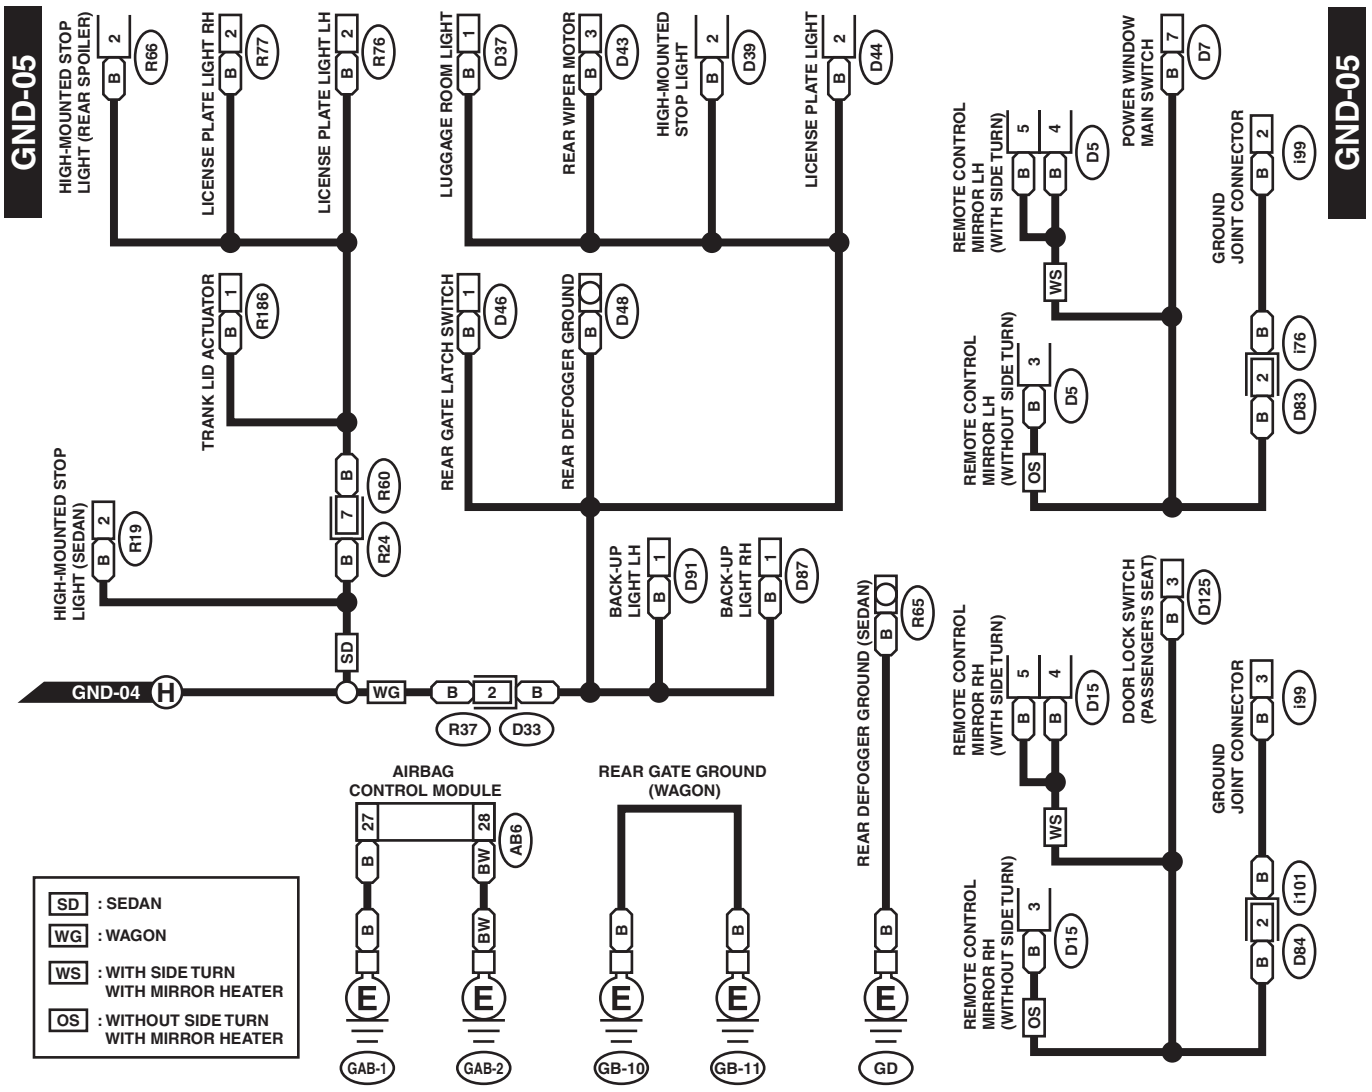 GND-05
HIGH-MOUNTED STOP
LIGHT (REAR SPOILER)
2
B
R66
LICENSE PLATE LIGHT RH
2
B
R77
LICENSE PLATE LIGHT LH
2
B
R76
LUGGAGE ROOM LIGHT
1
B
D37
REAR WIPER MOTOR
3
B
D43
HIGH-MOUNTED
STOP LIGHT
2
B
D39
LICENSE PLATE LIGHT
2
B
D44
REMOTE CONTROL
MIRROR LH
(WITH SIDE TURN)
5
4
B
B
D5
WS
POWER WINDOW
MAIN SWITCH
7
B
D7
GROUND
JOINT CONNECTOR
2
B
i99
GND-05
TRANK LID ACTUATOR
1
B
R186
REAR GATE LATCH SWITCH
1
B
D46
REAR DEFOGGER GROUND
B
D48
REMOTE CONTROL
MIRROR LH
(WITHOUT SIDE TURN)
3
B
D5
OS
B
i76
2
B
D83
HIGH-MOUNTED STOP
LIGHT (SEDAN)
2
B
R19
B
R60
7
B
R24
SD
BACK-UP
LIGHT LH
1
B
D91
BACK-UP
LIGHT RH
1
B
D87
GND-04
H
WG
B
2
B
R37
D33
REAR DEFOGGER GROUND (SEDAN)
B
R65
B
E
GD
REMOTE CONTROL
MIRROR RH
(WITH SIDE TURN)
5
4
B
B
D15
WS
DOOR LOCK SWITCH
(PASSENGER'S SEAT)
3
B
D125
GROUND
JOINT CONNECTOR
3
B
i99
AIRBAG
CONTROL MODULE
27
28
AB6
B
BW
B
BW
E
E
GAB-1
GAB-2
REAR GATE GROUND
(WAGON)
B
B
E
E
GB-10
GB-11
REMOTE CONTROL
MIRROR RH
(WITHOUT SIDE TURN)
3
B
D15
OS
B
i101
2
B
D84
SD : SEDAN
WG : WAGON
WS : WITH SIDE TURN
WITH MIRROR HEATER
OS : WITHOUT SIDE TURN
WITH MIRROR HEATER